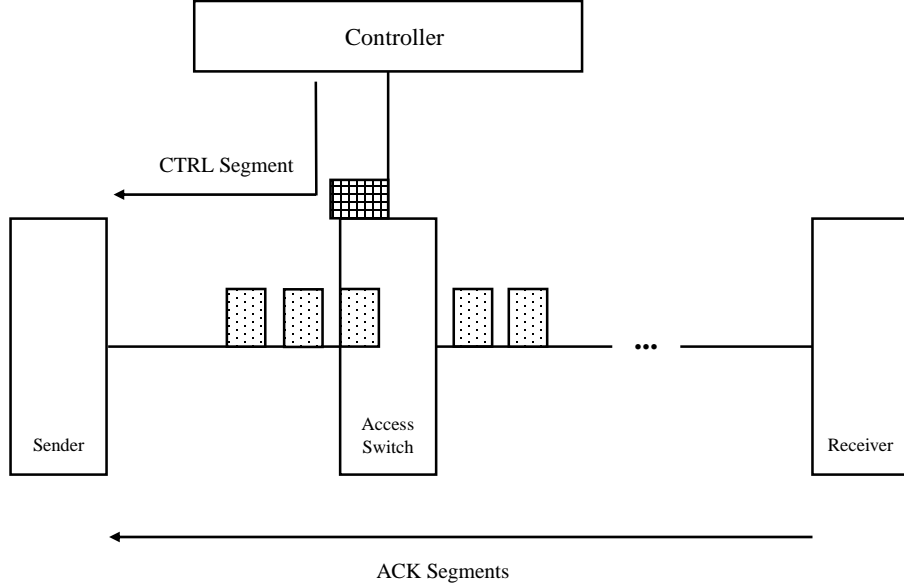 Controller
CTRL Segment
Sender
Access
Switch
...
Receiver
ACK Segments